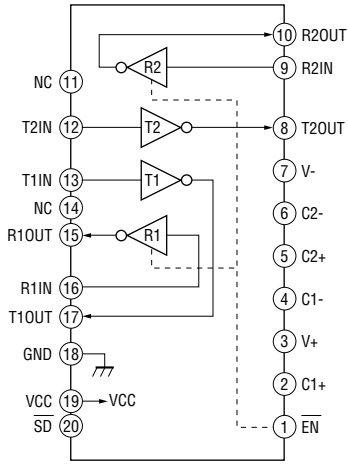 10 R2OUT
R2
9 R2IN
NC 11
T2IN 12
T2
8 T2OUT
T1IN 13
T1
7 V-
NC 14
6 C2-
R1OUT 15
R1
5 C2+
R1IN 16
4 C1-
T1OUT 17
3 V+
GND 18
2 C1+
VCC 19 VCC
SD 20
1 EN